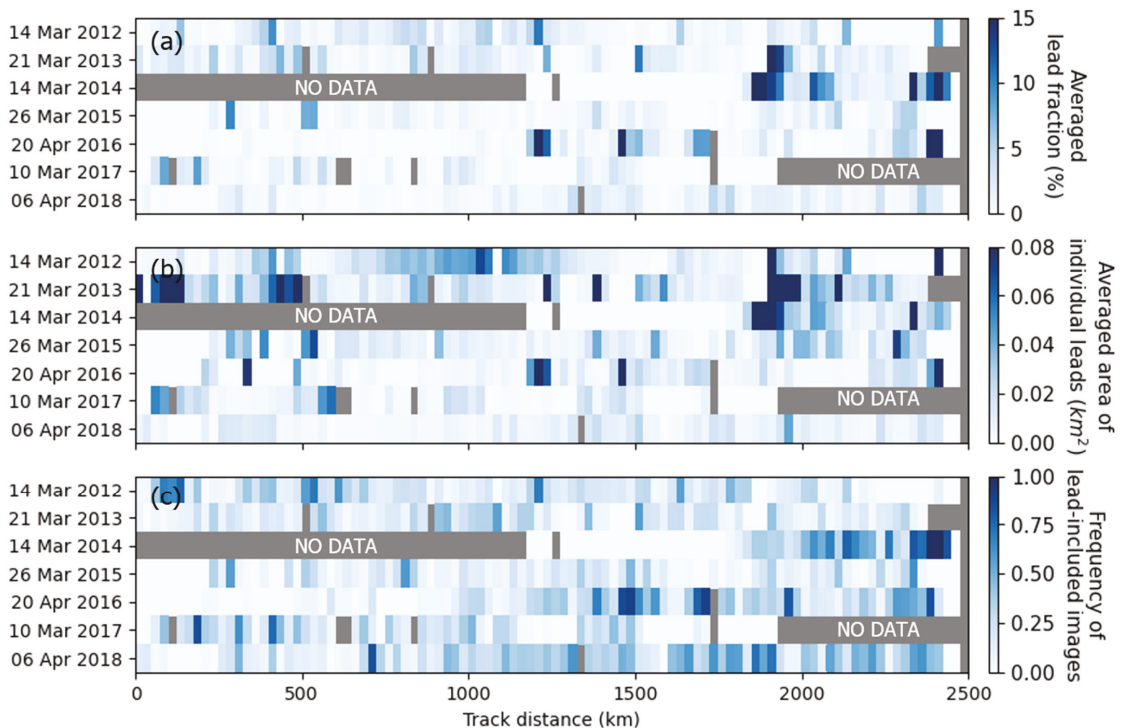 (a)
14 Mar 2012
21 Mar 2013
14 Mar 2014
26 Mar 2015
20 Apr 2016
10 Mar 2017
06 Apr 2018
NO DATA
NO DATA
15
10
5
0
Averaged
lead fraction (%)
(b)
14 Mar 2012
21 Mar 2013
14 Mar 2014
26 Mar 2015
20 Apr 2016
10 Mar 2017
06 Apr 2018
NO DATA
NO DATA
0.08
0.06
0.04
0.02
0.00
Averaged area of
individual leads (km²)
(c)
14 Mar 2012
21 Mar 2013
14 Mar 2014
26 Mar 2015
20 Apr 2016
10 Mar 2017
06 Apr 2018
NO DATA
NO DATA
1.00
0.75
0.50
0.25
0.00
Frequency of
lead-included images
0 500 1000 1500 2000 2500
Track distance (km)